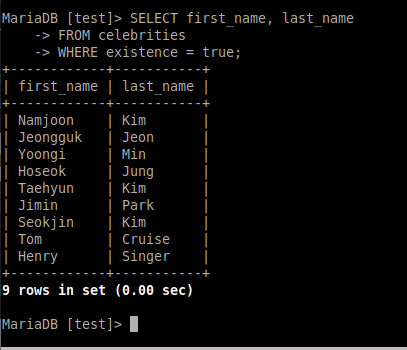 MariaDB [test]> SELECT first_name, last_name
    -> FROM celebrities
    -> WHERE existence = true;
+------------+-----------+
| first_name | last_name |
+------------+-----------+
| Namjoon    | Kim       |
| Jeongguk   | Jeon      |
| Yoongi     | Min       |
| Hoseok     | Jung      |
| Taehyun    | Kim       |
| Jimin      | Park      |
| Seokjin    | Kim       |
| Tom        | Cruise    |
| Henry      | Singer    |
+------------+-----------+
9 rows in set (0.00 sec)
MariaDB [test]>